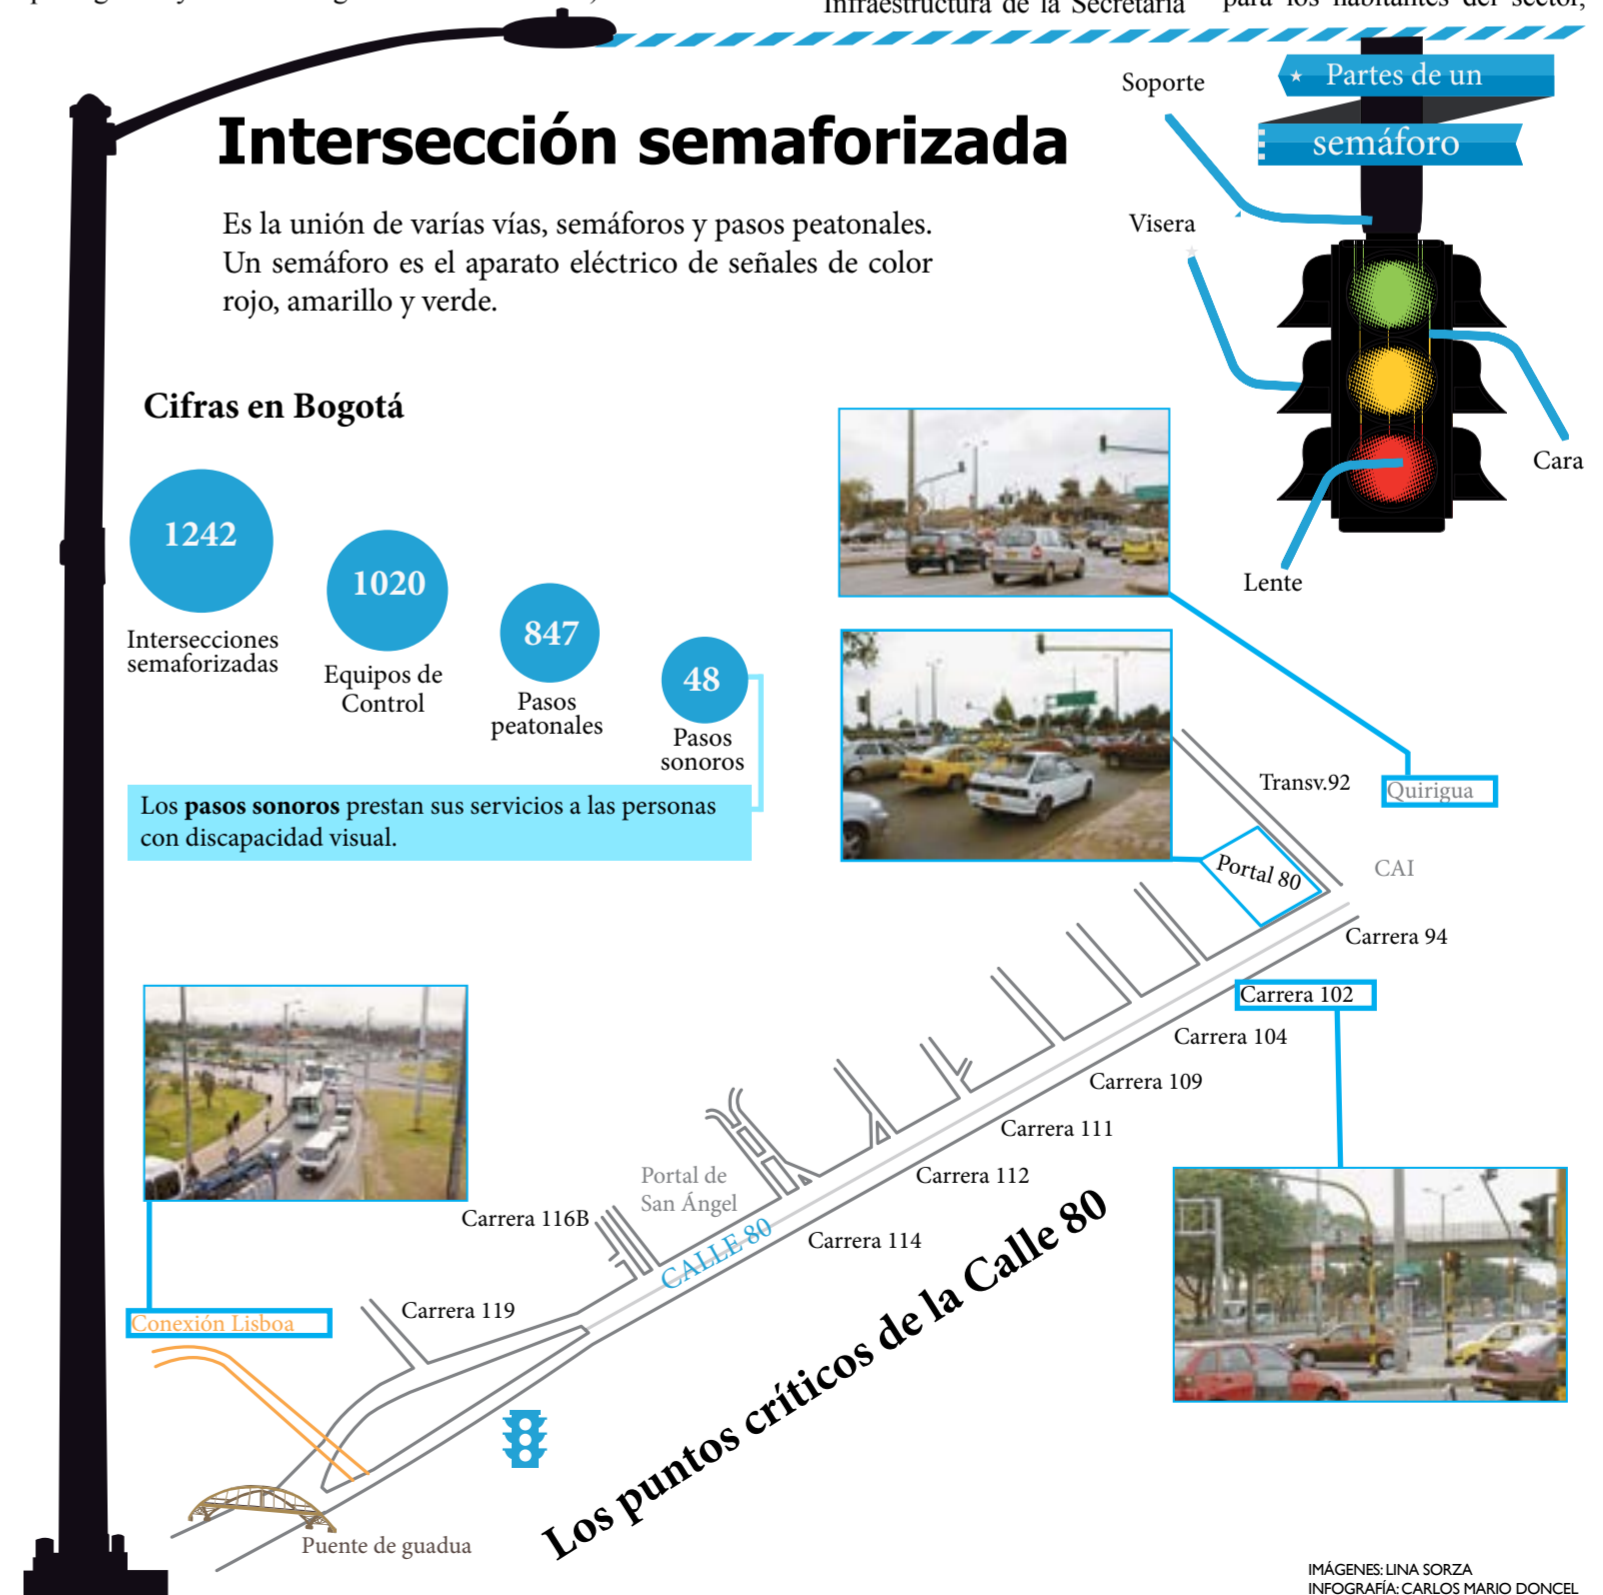 Infraestructura de la Secretaría
para los habitantes del sector,
Partes de un
semáforo
Soporte
Visera
Cara
Lente
Intersección semaforizada
Es la unión de varías vías, semáforos y pasos peatonales.
Un semáforo es el aparato eléctrico de señales de color
rojo, amarillo y verde.
Cifras en Bogotá
1242
Intersecciones
semaforizadas
1020
Equipos de
Control
847
Pasos
peatonales
48
Pasos
sonoros
Los pasos sonoros prestan sus servicios a las personas
con discapacidad visual.
Transv.92
Quirigua
Portal 80
CAI
Carrera 94
Carrera 102
Carrera 104
Carrera 109
Carrera 111
Carrera 112
Carrera 114
Portal de
San Ángel
CALLE 80
Carrera 116B
Carrera 119
Conexión Lisboa
Puente de guadua
Los puntos críticos de la Calle 80
IMÁGENES: LINA SORZA
INFOGRAFÍA: CARLOS MARIO DONCEL